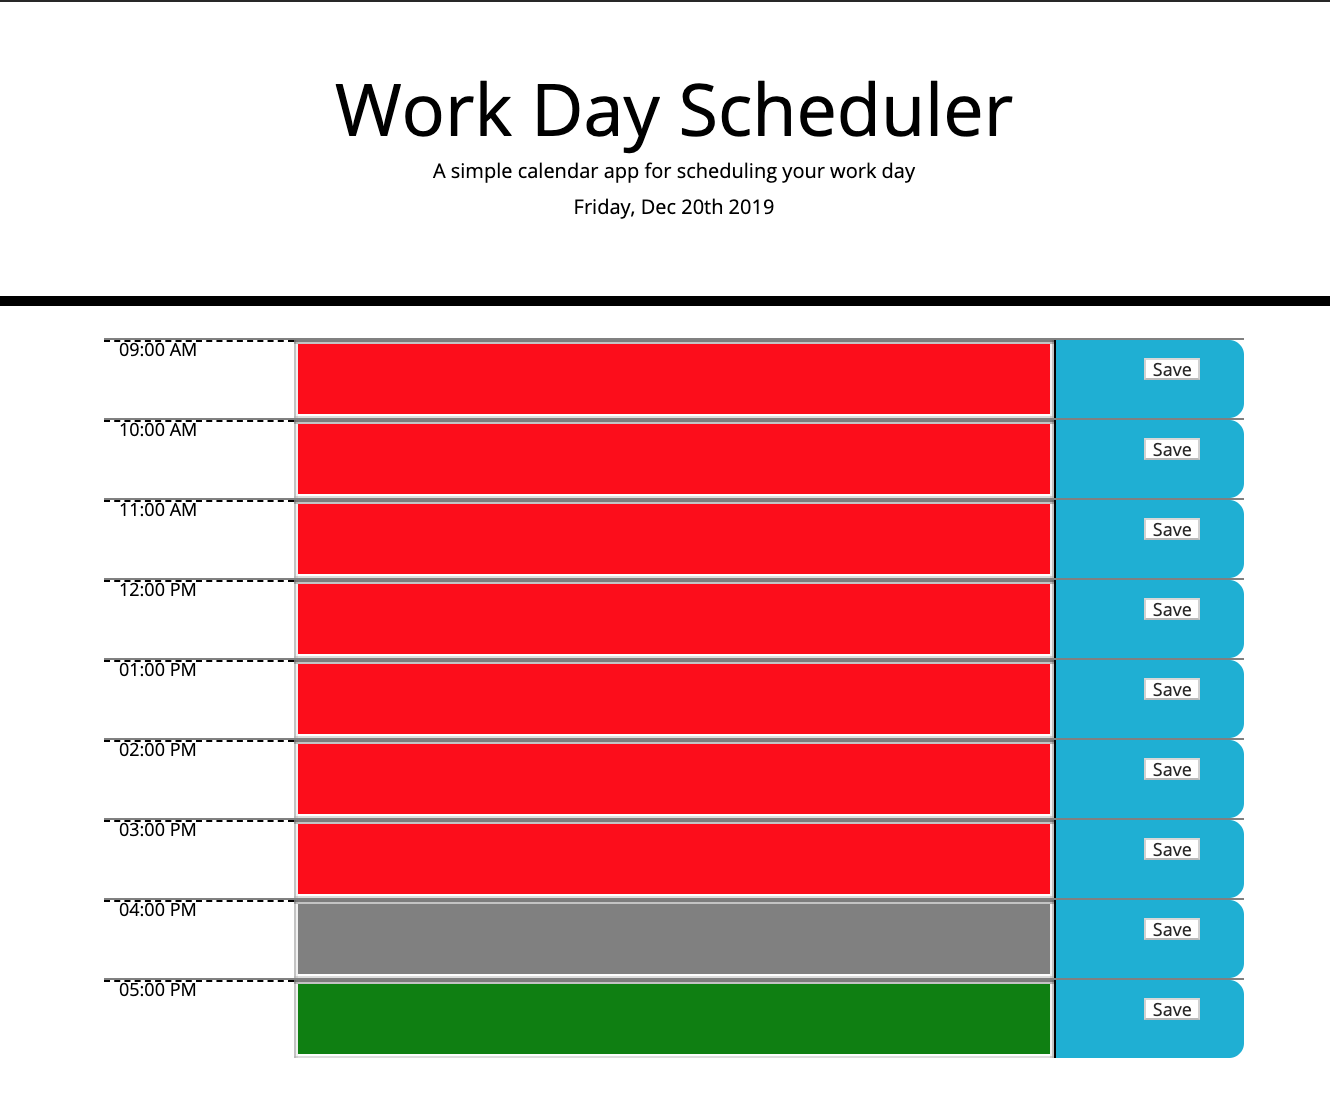 Work Day Scheduler
A simple calendar app for scheduling your work day
Friday, Dec 20th 2019
09:00 AM Save
10:00 AM Save
11:00 AM Save
12:00 PM Save
01:00 PM Save
02:00 PM Save
03:00 PM Save
04:00 PM Save
05:00 PM Save